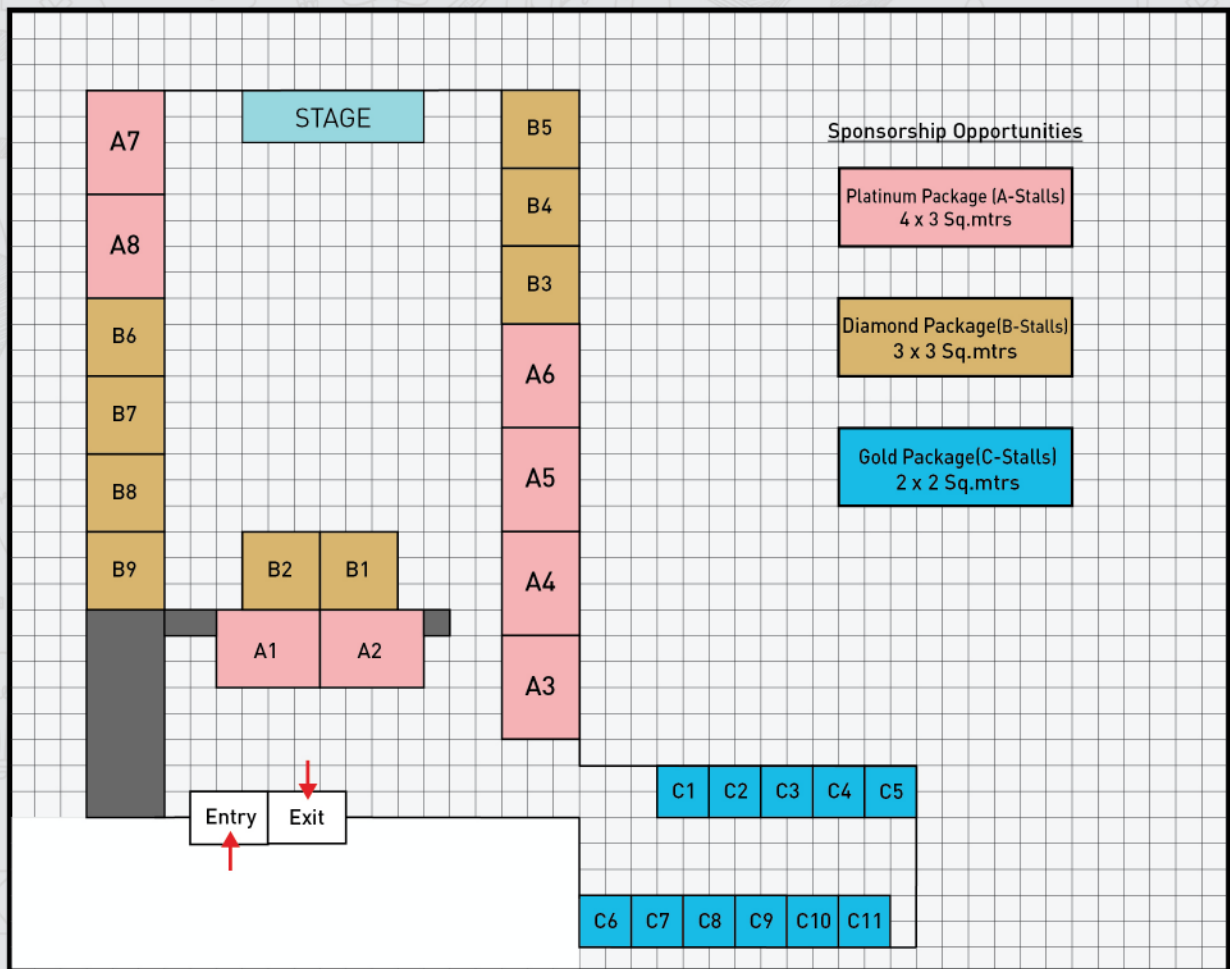 STAGE
A7
A8
B6
B7
B8
B9
B5
B4
B3
A6
A5
A4
A3
B2 B1
A1 A2
Entry Exit
C1 C2 C3 C4 C5
C6 C7 C8 C9 C10 C11
Sponsorship Opportunities
Platinum Package (A-Stalls)
4 x 3 Sq.mtrs
Diamond Package(B-Stalls)
3 x 3 Sq.mtrs
Gold Package(C-Stalls)
2 x 2 Sq.mtrs